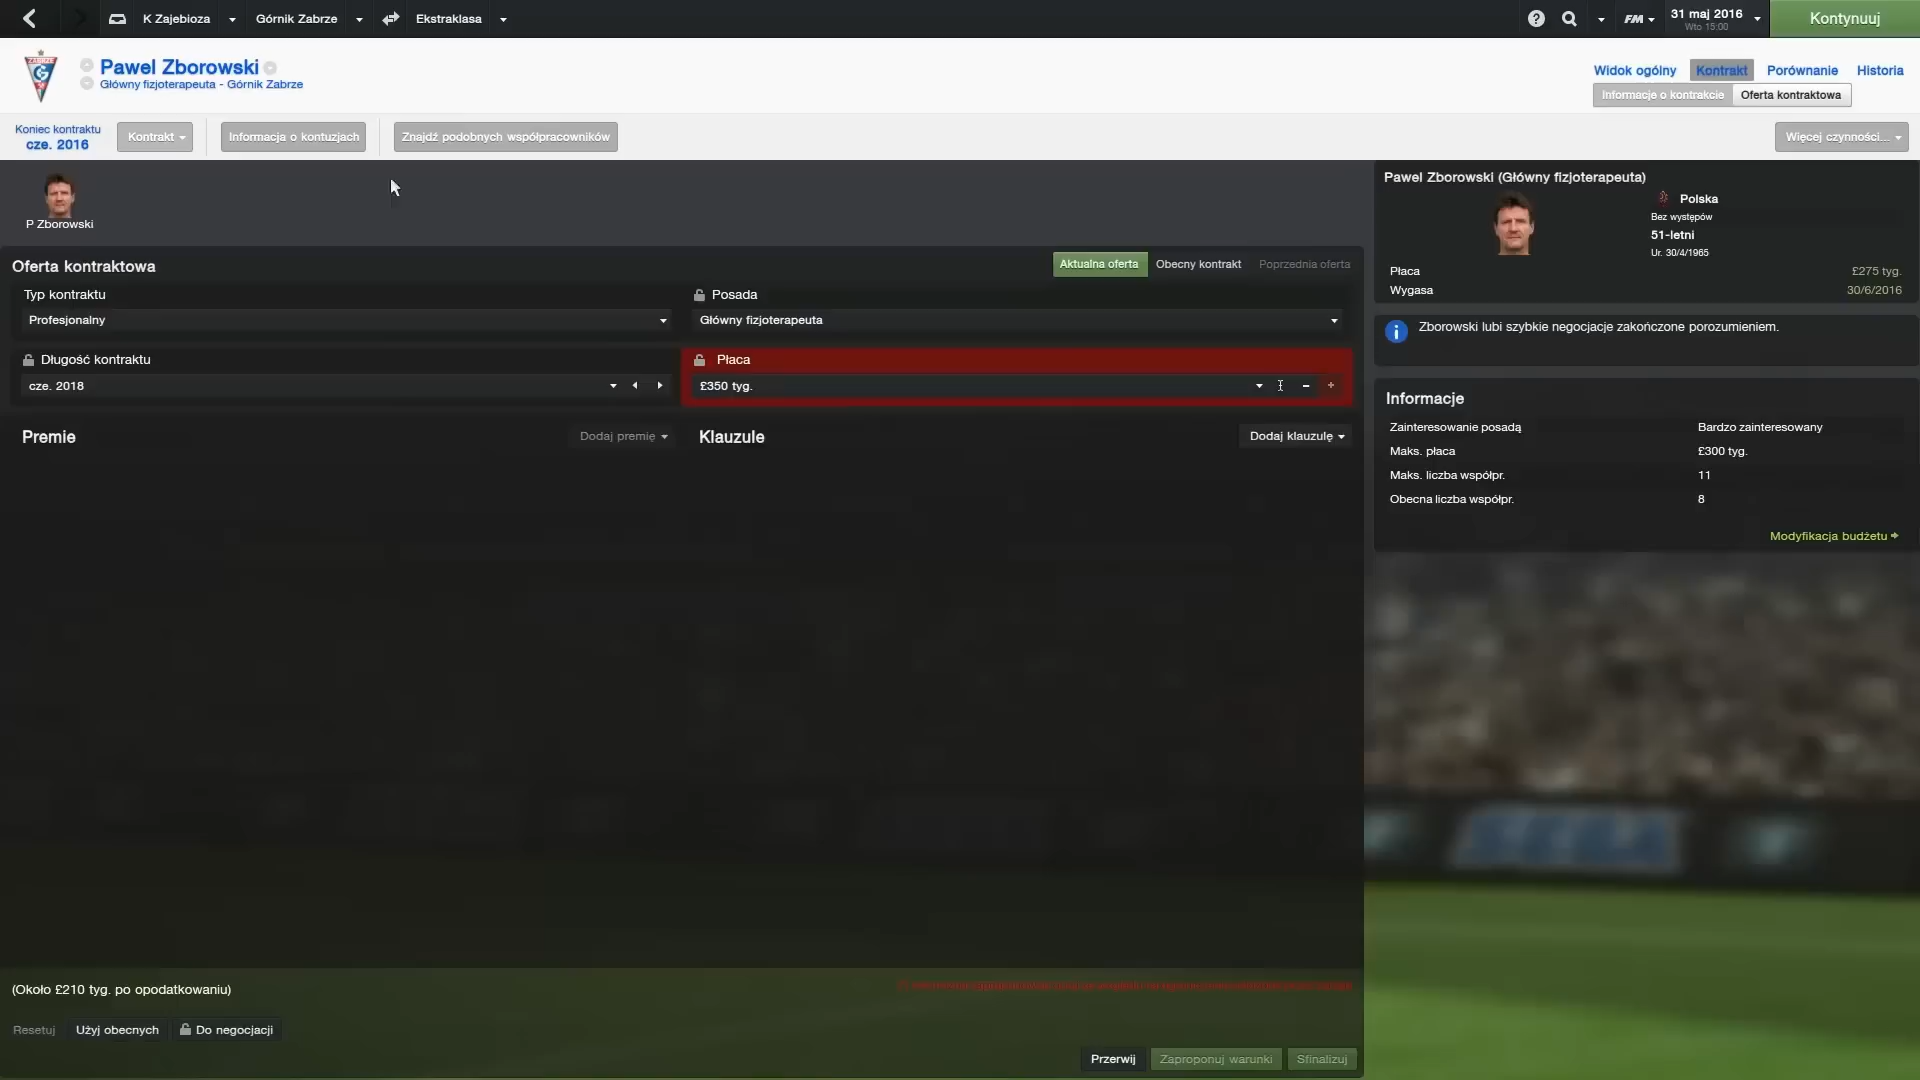 K Zajebioza
Górnik Zabrze
Ekstraklasa
FM
31 maj 2016
Wto 15:00
Kontynuuj
ZABRZE
G
Pawel Zborowski
Główny fizjoterapeuta - Górnik Zabrze
Widok ogólny
Kontrakt
Porównanie
Historia
Informacje o kontrakcie
Oferta kontraktowa
Koniec kontraktu
cze. 2016
Kontrakt
Informacja o kontuzjach
Znajdź podobnych współpracowników
Więcej czynności...
P Zborowski
Pawel Zborowski (Główny fizjoterapeuta)
Polska
Bez występów
51-letni
Ur. 30/4/1965
Płaca £275 tyg.
Wygasa 30/6/2016
Oferta kontraktowa
Aktualna oferta
Obecny kontrakt
Poprzednia oferta
Typ kontraktu
Profesjonalny
Posada
Główny fizjoterapeuta
Długość kontraktu
cze. 2018
Płaca
£350 tyg.
Zborowski lubi szybkie negocjacje zakończone porozumieniem.
Informacje
Zainteresowanie posadą Bardzo zainteresowany
Maks. płaca £300 tyg.
Maks. liczba współpr. 11
Obecna liczba współpr. 8
Modyfikacja budżetu
Premie
Dodaj premię
Klauzule
Dodaj klauzulę
(Około £210 tyg. po opodatkowaniu)
Resetuj
Użyj obecnych
Do negocjacji
Przerwij
Zaproponuj warunki
Sfinalizuj